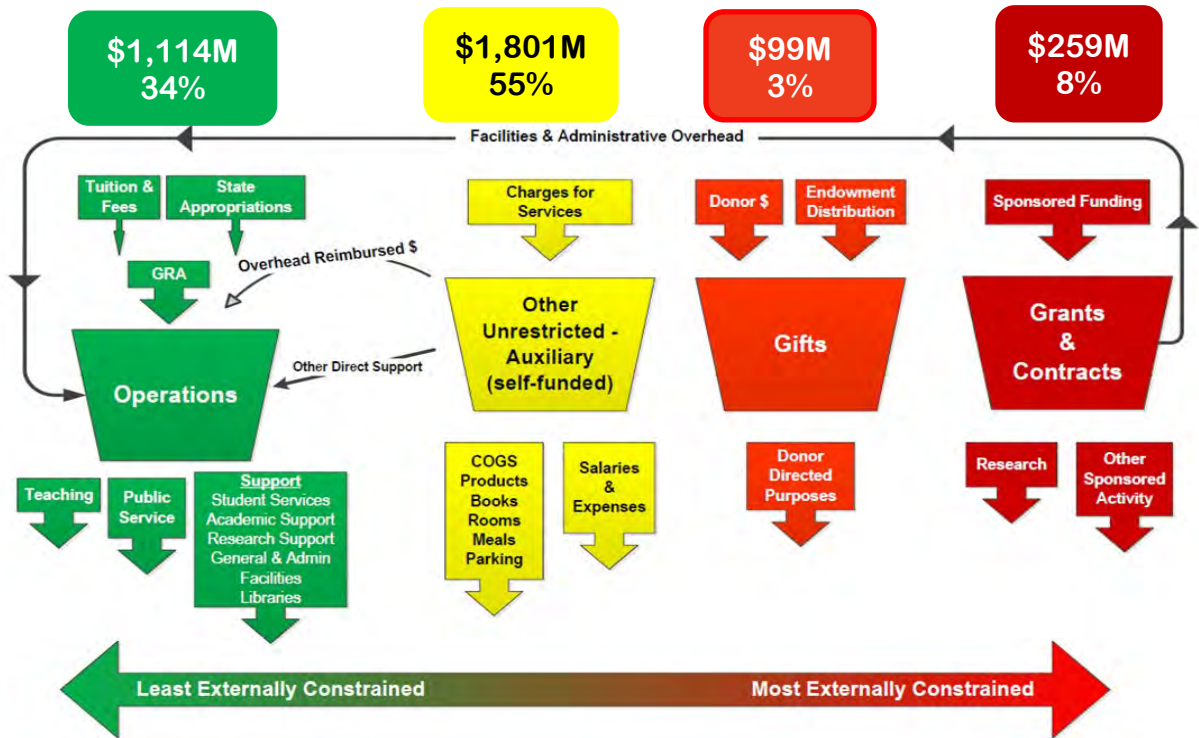 $1,114M
34%
$1,801M
55%
$99M
3%
$259M
8%
Facilities & Administrative Overhead
Tuition &
Fees
State
Appropriations
Charges for
Services
Donor $
Endowment
Distribution
Sponsored Funding
GRA
Overhead Reimbursed $
Other Direct Support
Operations
Other
Unrestricted -
Auxiliary
(self-funded)
Gifts
Grants
&
Contracts
Teaching
Public
Service
Support
Student Services
Academic Support
Research Support
General & Admin
Facilities
Libraries
COGS
Products
Books
Rooms
Meals
Parking
Salaries
&
Expenses
Donor
Directed
Purposes
Research
Other
Sponsored
Activity
Least Externally Constrained
Most Externally Constrained